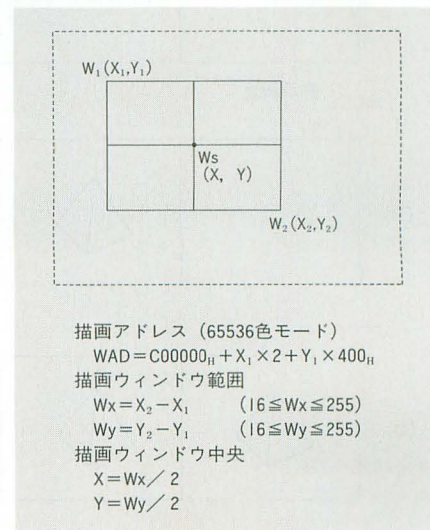 W₁(X₁,Y₁)
Ws
(X, Y)
W₂(X₂,Y₂)
描画アドレス（65536色モード）
WAD＝C00000ₕ＋X₁×2＋Y₁×400ₕ
描画ウィンドウ範囲
Wx＝X₂－X₁　（16≦Wx≦255）
Wy＝Y₂－Y₁　（16≦Wy≦255）
描画ウィンドウ中央
X＝Wx／2
Y＝Wy／2